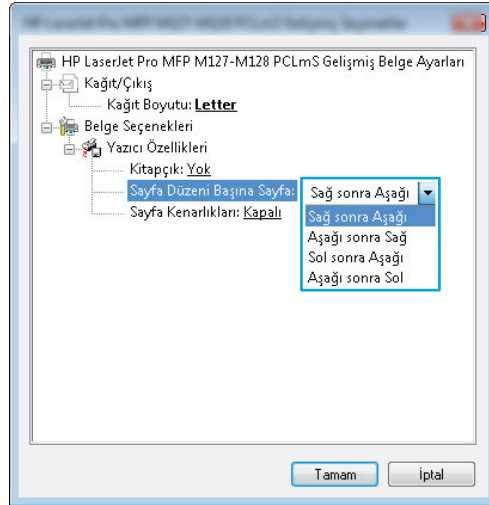 HP LaserJet Pro MFP M127-M128 PCLmS Gelişmiş Belge Ayarları
Kağıt/Çıkış
Kağıt Boyutu: Letter
Belge Seçenekleri
Yazıcı Özellikleri
Kitapçık: Yok
Sayfa Düzeni Başına Sayfa: Sağ sonra Aşağı
Sayfa Kenarlıkları: Kapalı
Sağ sonra Aşağı
Aşağı sonra Sağ
Sol sonra Aşağı
Aşağı sonra Sol
Tamam İptal